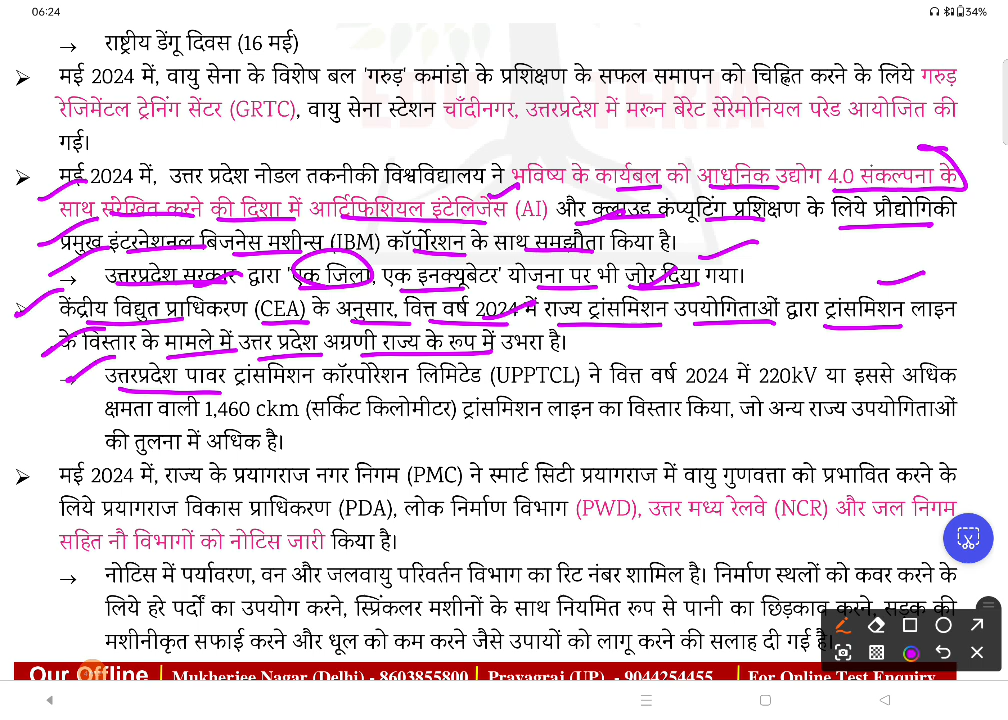 06:24
34%
→ राष्ट्रीय डेंगू दिवस (16 मई)
➢ मई 2024 में, वायु सेना के विशेष बल 'गरुड़' कमांडो के प्रशिक्षण के सफल समापन को चिह्नित करने के लिये गरुड़
रेजिमेंटल ट्रेनिंग सेंटर (GRTC), वायु सेना स्टेशन चाँदीनगर, उत्तरप्रदेश में मरून बेरेट सेरेमोनियल परेड आयोजित की
गई।
➢ मई 2024 में, उत्तर प्रदेश नोडल तकनीकी विश्वविद्यालय ने भविष्य के कार्यबल को आधुनिक उद्योग 4.0 संकल्पना के
साथ संरेखित करने की दिशा में आर्टिफिशियल इंटेलिजेंस (AI) और क्लाउड कंप्यूटिंग प्रशिक्षण के लिये प्रौद्योगिकी
प्रमुख इंटरनेशनल बिजनेस मशीन्स (IBM) कॉर्पोरेशन के साथ समझौता किया है।
→ उत्तरप्रदेश सरकार द्वारा 'एक जिला, एक इनक्यूबेटर' योजना पर भी जोर दिया गया।
➢ केंद्रीय विद्युत प्राधिकरण (CEA) के अनुसार, वित्त वर्ष 2024 में राज्य ट्रांसमिशन उपयोगिताओं द्वारा ट्रांसमिशन लाइन
के विस्तार के मामले में उत्तर प्रदेश अग्रणी राज्य के रूप में उभरा है।
→ उत्तरप्रदेश पावर ट्रांसमिशन कॉरपोरेशन लिमिटेड (UPPTCL) ने वित्त वर्ष 2024 में 220kV या इससे अधिक
क्षमता वाली 1,460 ckm (सर्किट किलोमीटर) ट्रांसमिशन लाइन का विस्तार किया, जो अन्य राज्य उपयोगिताओं
की तुलना में अधिक है।
➢ मई 2024 में, राज्य के प्रयागराज नगर निगम (PMC) ने स्मार्ट सिटी प्रयागराज में वायु गुणवत्ता को प्रभावित करने के
लिये प्रयागराज विकास प्राधिकरण (PDA), लोक निर्माण विभाग (PWD), उत्तर मध्य रेलवे (NCR) और जल निगम
सहित नौ विभागों को नोटिस जारी किया है।
→ नोटिस में पर्यावरण, वन और जलवायु परिवर्तन विभाग का रिट नंबर शामिल है। निर्माण स्थलों को कवर करने के
लिये हरे पर्दों का उपयोग करने, स्प्रिंकलर मशीनों के साथ नियमित रूप से पानी का छिड़काव करने, सड़क की
मशीनीकृत सफाई करने और धूल को कम करने जैसे उपायों को लागू करने की सलाह दी गई है।
Our Offline | Mukherjee Nagar (Delhi) - 8603855800 | Prayagraj (UP) - 9044254455 | For Online Test Enquiry